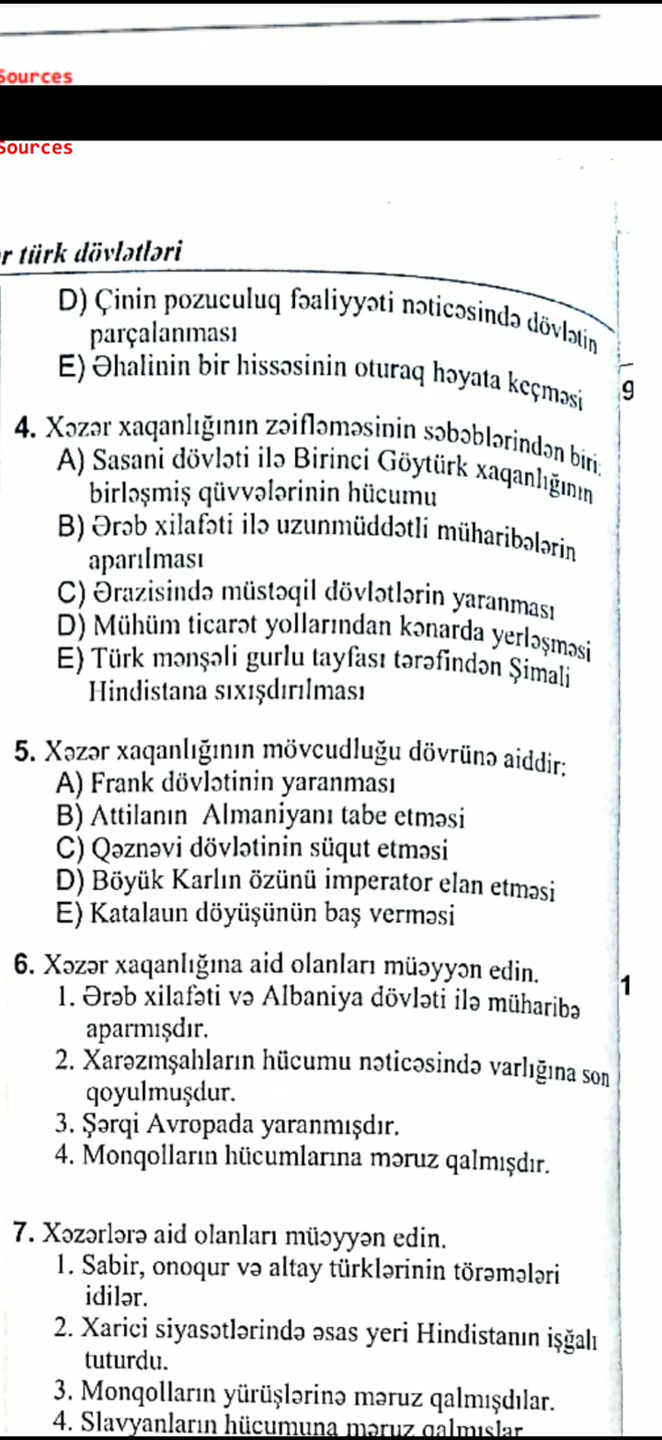 Sources
Sources
r türk dövlətləri
D) Çinin pozuculuq fəaliyyəti nəticəsində dövlətin
parçalanması
E) Əhalinin bir hissəsinin oturaq həyata keçməsi
9
4. Xəzər xaqanlığının zəifləməsinin səbəblərindən biri:
A) Sasani dövləti ilə Birinci Göytürk xaqanlığının
birləşmiş qüvvələrinin hücumu
B) Ərəb xilafəti ilə uzunmüddətli müharibələrin
aparılması
C) Ərazisində müstəqil dövlətlərin yaranması
D) Mühüm ticarət yollarından kənarda yerləşməsi
E) Türk mənşəli gurlu tayfası tərəfindən Şimali
Hindistana sıxışdırılması
5. Xəzər xaqanlığının mövcudluğu dövrünə aiddir:
A) Frank dövlətinin yaranması
B) Attilanın Almaniyanı tabe etməsi
C) Qəznəvi dövlətinin süqut etməsi
D) Böyük Karlın özünü imperator elan etməsi
E) Katalaun döyüşünün baş verməsi
6. Xəzər xaqanlığına aid olanları müəyyən edin.
1
1. Ərəb xilafəti və Albaniya dövləti ilə müharibə
aparmışdır.
2. Xarəzmşahların hücumu nəticəsində varlığına son
qoyulmuşdur.
3. Şərqi Avropada yaranmışdır.
4. Monqolların hücumlarına məruz qalmışdır.
7. Xəzərlərə aid olanları müəyyən edin.
1. Sabir, onoqur və altay türklərinin törəmələri
idilər.
2. Xarici siyasətlərində əsas yeri Hindistanın işğalı
tuturdu.
3. Monqolların yürüşlərinə məruz qalmışdılar.
4. Slavyanların hücumuna məruz qalmışlar